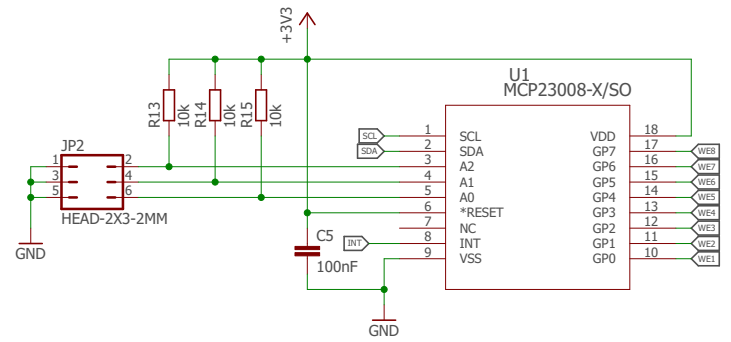 +3V3
U1
MCP23008-X/SO
R13
10k
R14
10k
R15
10k
JP2
1 2
3 4
5 6
HEAD-2X3-2MM
GND
SCL 1 SCL VDD 18
SDA 2 SDA GP7 17 WE8
3 A2 GP6 16 WE7
4 A1 GP5 15 WE6
5 A0 GP4 14 WE5
6 *RESET GP3 13 WE4
7 NC GP2 12 WE3
INT 8 INT GP1 11 WE2
9 VSS GP0 10 WE1
C5
100nF
GND